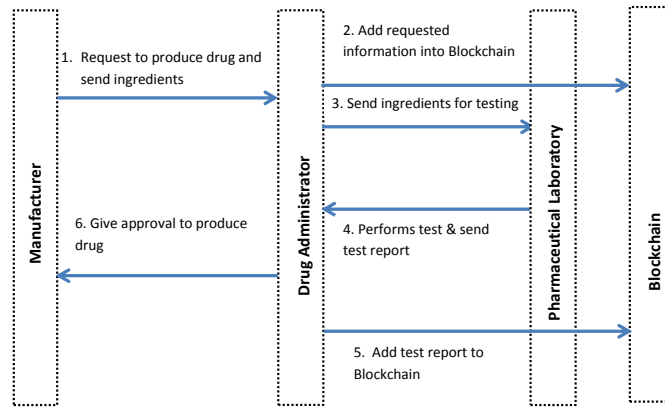 1. Request to produce drug and
send ingredients
2. Add requested
information into Blockchain
3. Send ingredients for testing
4. Performs test & send
test report
6. Give approval to produce
drug
5. Add test report to
Blockchain
Manufacturer
Drug Administrator
Pharmaceutical Laboratory
Blockchain